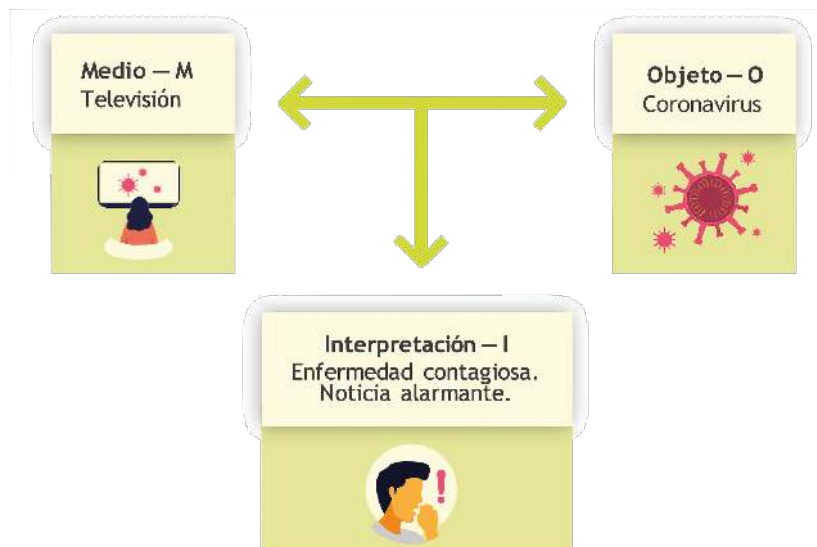 Medio — M
Televisión
Objeto — O
Coronavirus
Interpretación — I
Enfermedad contagiosa.
Noticia alarmante.
!